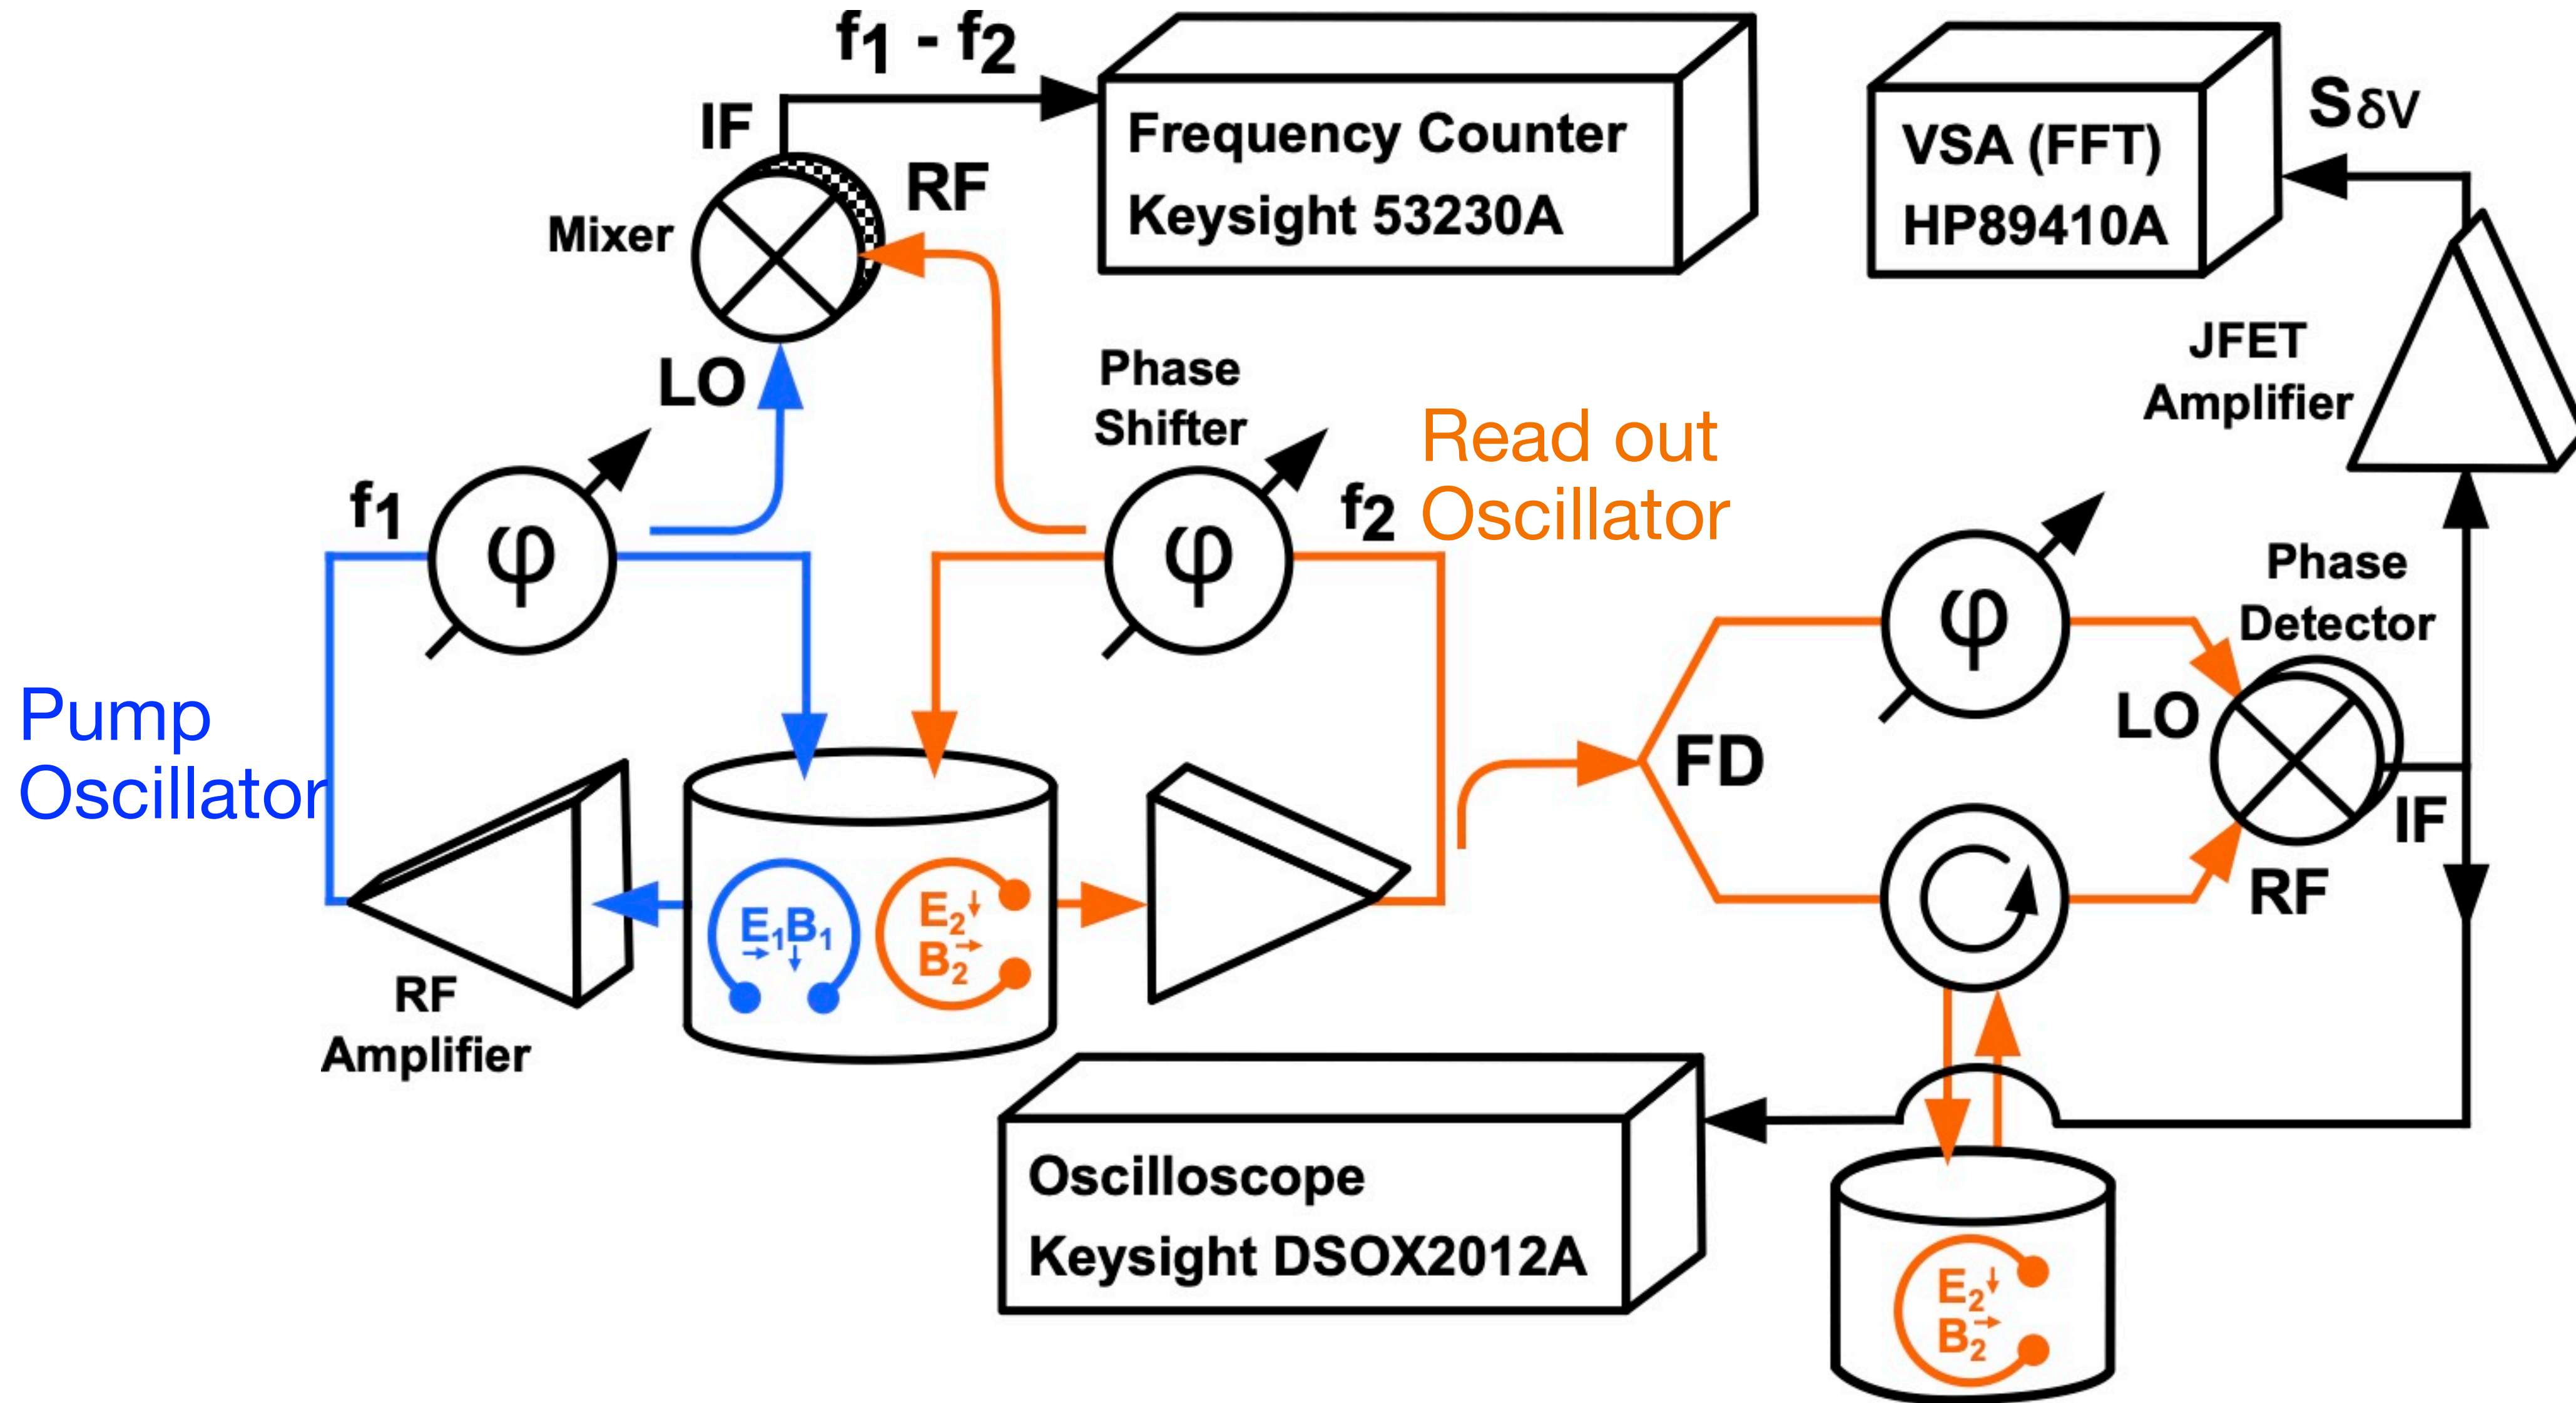 f1 - f2
IF
RF
Mixer
LO
Frequency Counter
Keysight 53230A
VSA (FFT)
HP89410A
SδV
JFET
Amplifier
Phase
Shifter
Read out
Oscillator
f1
φ
φ
f2
φ
Phase
Detector
LO
FD
IF
RF
Pump
Oscillator
E1B1
E2
B2
RF
Amplifier
Oscilloscope
Keysight DSOX2012A
E2
B2